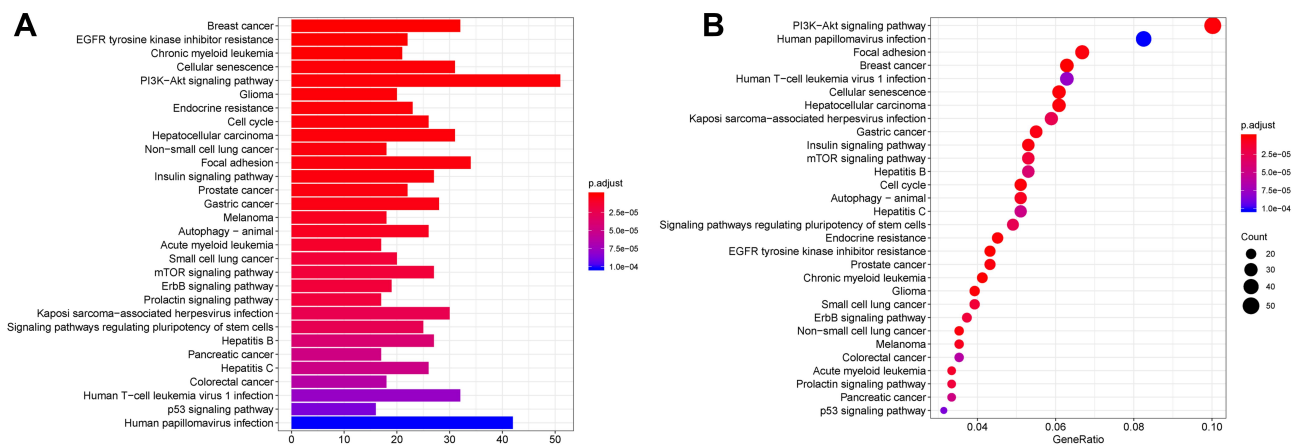 A
Breast cancer
EGFR tyrosine kinase inhibitor resistance
Chronic myeloid leukemia
Cellular senescence
PI3K−Akt signaling pathway
Glioma
Endocrine resistance
Cell cycle
Hepatocellular carcinoma
Non−small cell lung cancer
Focal adhesion
Insulin signaling pathway
Prostate cancer
Gastric cancer
Melanoma
Autophagy − animal
Acute myeloid leukemia
Small cell lung cancer
mTOR signaling pathway
ErbB signaling pathway
Prolactin signaling pathway
Kaposi sarcoma−associated herpesvirus infection
Signaling pathways regulating pluripotency of stem cells
Hepatitis B
Pancreatic cancer
Hepatitis C
Colorectal cancer
Human T−cell leukemia virus 1 infection
p53 signaling pathway
Human papillomavirus infection
0 10 20 30 40 50
p.adjust
2.5e−05
5.0e−05
7.5e−05
1.0e−04
B
PI3K−Akt signaling pathway
Human papillomavirus infection
Focal adhesion
Breast cancer
Human T−cell leukemia virus 1 infection
Cellular senescence
Hepatocellular carcinoma
Kaposi sarcoma−associated herpesvirus infection
Gastric cancer
Insulin signaling pathway
mTOR signaling pathway
Hepatitis B
Cell cycle
Autophagy − animal
Hepatitis C
Signaling pathways regulating pluripotency of stem cells
Endocrine resistance
EGFR tyrosine kinase inhibitor resistance
Prostate cancer
Chronic myeloid leukemia
Glioma
Small cell lung cancer
ErbB signaling pathway
Non−small cell lung cancer
Melanoma
Colorectal cancer
Acute myeloid leukemia
Prolactin signaling pathway
Pancreatic cancer
p53 signaling pathway
0.04 0.06 0.08 0.10
GeneRatio
p.adjust
2.5e−05
5.0e−05
7.5e−05
1.0e−04
Count
20
30
40
50